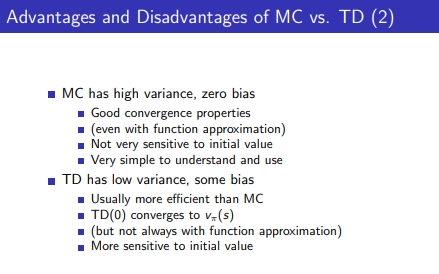 Advantages and Disadvantages of MC vs. TD (2)
MC has high variance, zero bias
Good convergence properties
(even with function approximation)
Not very sensitive to initial value
Very simple to understand and use
TD has low variance, some bias
Usually more efficient than MC
TD(0) converges to vπ(s)
(but not always with function approximation)
More sensitive to initial value